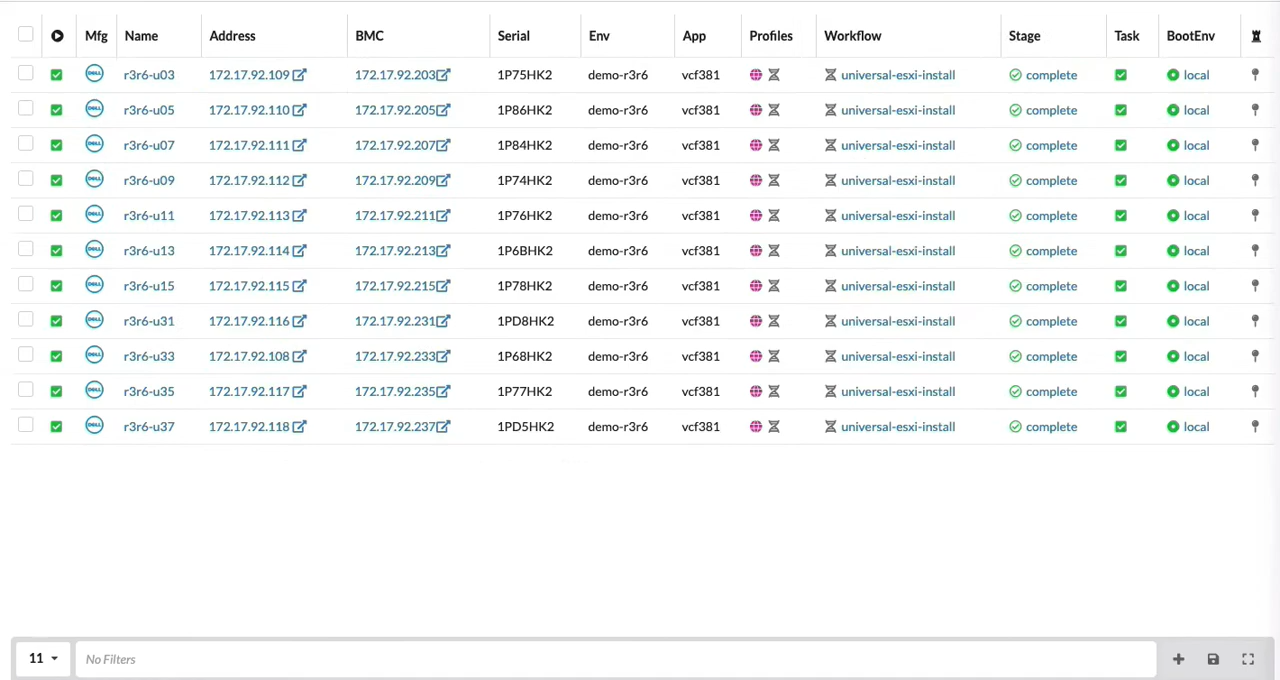 Mfg Name Address BMC Serial Env App Profiles Workflow Stage Task BootEnv
DELL r3r6-u03 172.17.92.109 172.17.92.203 1P75HK2 demo-r3r6 vcf381 universal-esxi-install complete local
DELL r3r6-u05 172.17.92.110 172.17.92.205 1P86HK2 demo-r3r6 vcf381 universal-esxi-install complete local
DELL r3r6-u07 172.17.92.111 172.17.92.207 1P84HK2 demo-r3r6 vcf381 universal-esxi-install complete local
DELL r3r6-u09 172.17.92.112 172.17.92.209 1P74HK2 demo-r3r6 vcf381 universal-esxi-install complete local
DELL r3r6-u11 172.17.92.113 172.17.92.211 1P76HK2 demo-r3r6 vcf381 universal-esxi-install complete local
DELL r3r6-u13 172.17.92.114 172.17.92.213 1P6BHK2 demo-r3r6 vcf381 universal-esxi-install complete local
DELL r3r6-u15 172.17.92.115 172.17.92.215 1P78HK2 demo-r3r6 vcf381 universal-esxi-install complete local
DELL r3r6-u31 172.17.92.116 172.17.92.231 1PD8HK2 demo-r3r6 vcf381 universal-esxi-install complete local
DELL r3r6-u33 172.17.92.108 172.17.92.233 1P68HK2 demo-r3r6 vcf381 universal-esxi-install complete local
DELL r3r6-u35 172.17.92.117 172.17.92.235 1P77HK2 demo-r3r6 vcf381 universal-esxi-install complete local
DELL r3r6-u37 172.17.92.118 172.17.92.237 1PD5HK2 demo-r3r6 vcf381 universal-esxi-install complete local
11 No Filters